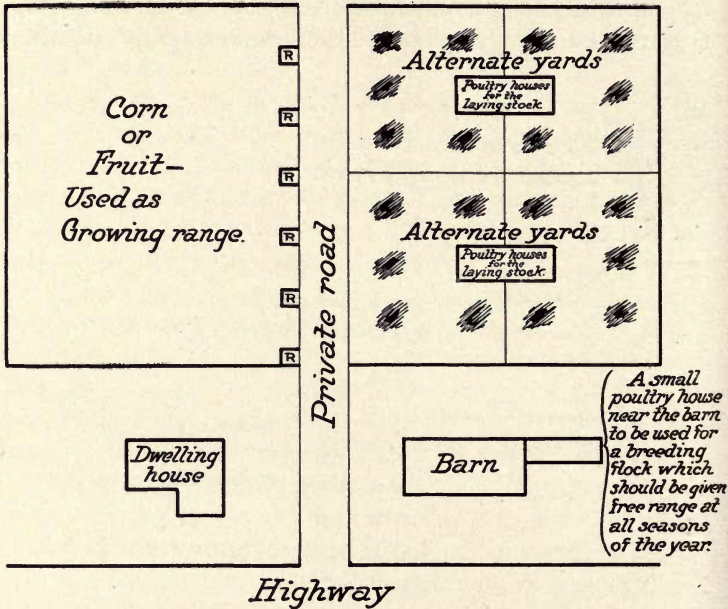 Corn
or
Fruit—
Used as
Growing range.
R
R
R
R
R
R
Private road
Alternate yards
Poultry houses
for the
laying stock.
Alternate yards
Poultry houses
for the
laying stock.
Dwelling
house
Barn
A small
poultry house
near the barn
to be used for
a breeding
flock which
should be given
free range at
all seasons
of the year.
Highway